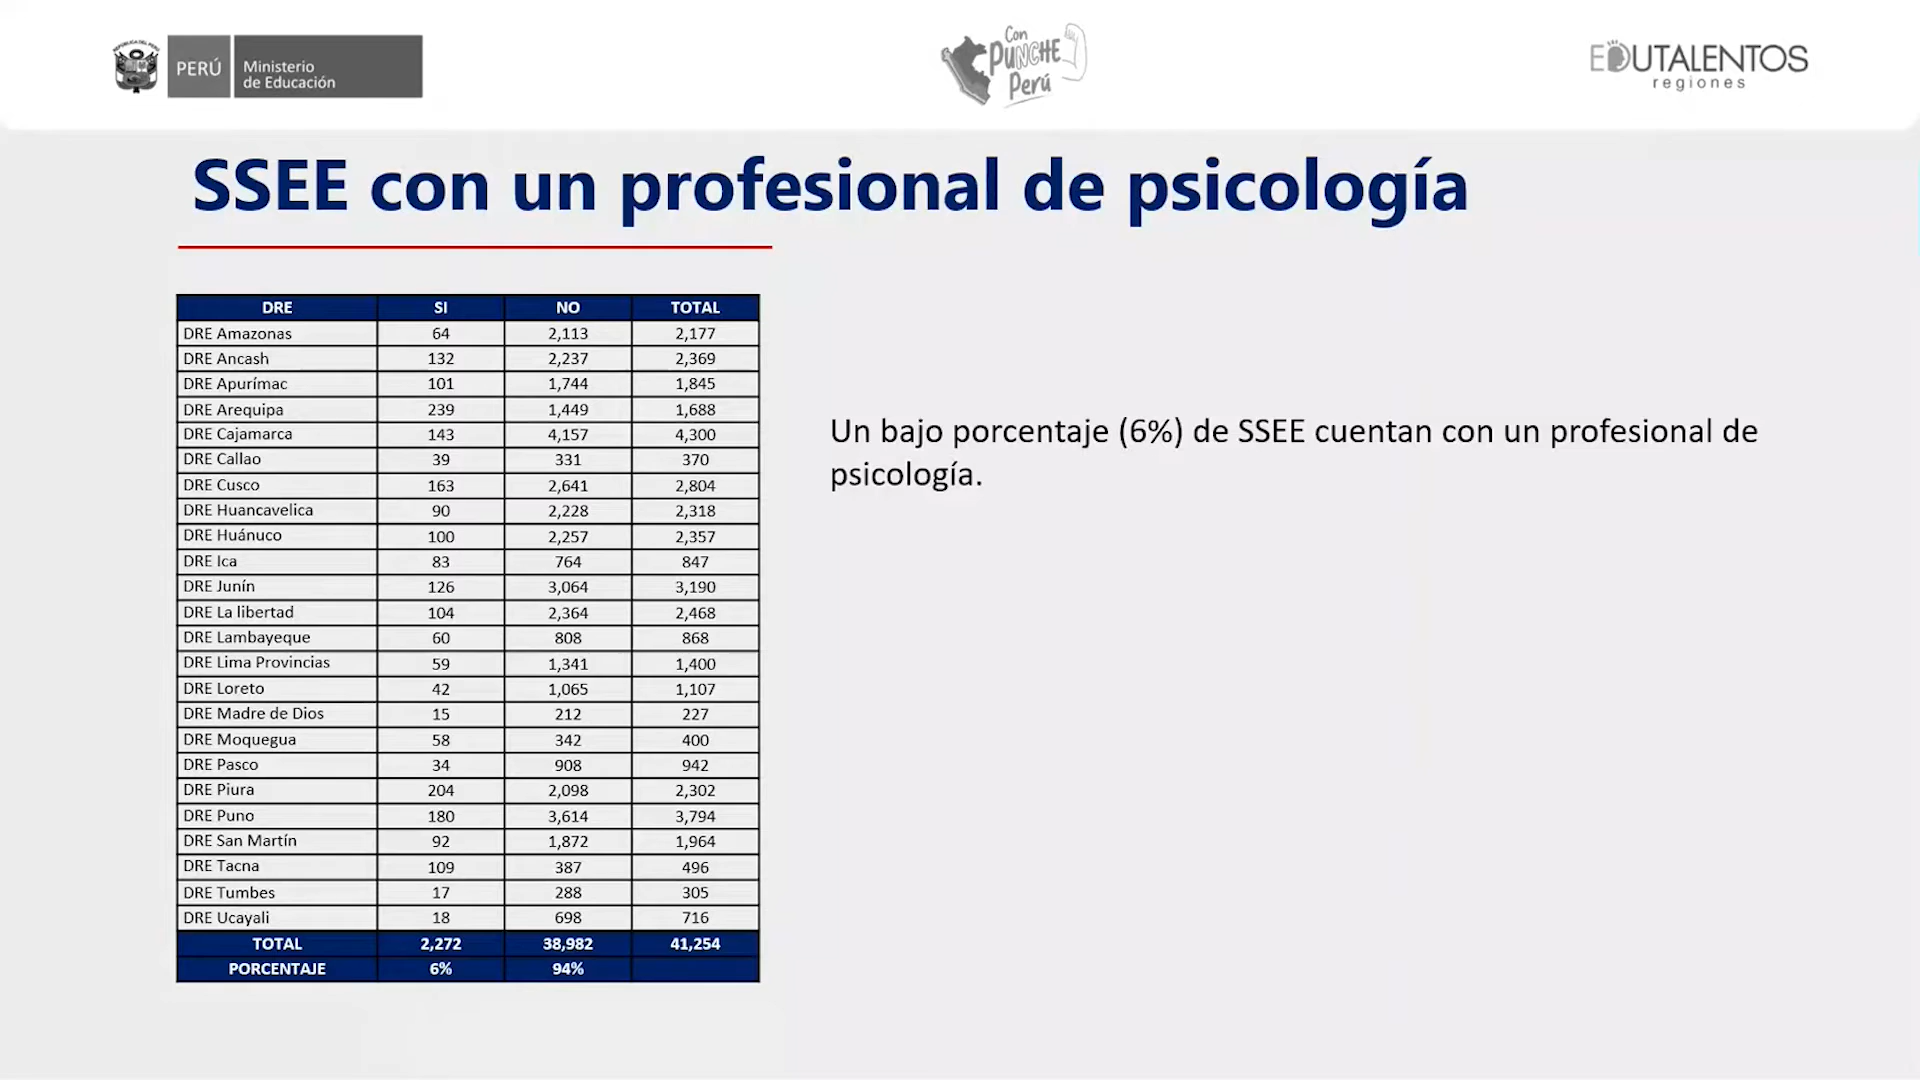 PERÚ
Ministerio
de Educación
Con
PUNCHE
Perú
EDUTALENTOS
regiones
SSEE con un profesional de psicología
DRE SI NO TOTAL
DRE Amazonas 64 2,113 2,177
DRE Ancash 132 2,237 2,369
DRE Apurímac 101 1,744 1,845
DRE Arequipa 239 1,449 1,688
DRE Cajamarca 143 4,157 4,300
DRE Callao 39 331 370
DRE Cusco 163 2,641 2,804
DRE Huancavelica 90 2,228 2,318
DRE Huánuco 100 2,257 2,357
DRE Ica 83 764 847
DRE Junín 126 3,064 3,190
DRE La libertad 104 2,364 2,468
DRE Lambayeque 60 808 868
DRE Lima Provincias 59 1,341 1,400
DRE Loreto 42 1,065 1,107
DRE Madre de Dios 15 212 227
DRE Moquegua 58 342 400
DRE Pasco 34 908 942
DRE Piura 204 2,098 2,302
DRE Puno 180 3,614 3,794
DRE San Martín 92 1,872 1,964
DRE Tacna 109 387 496
DRE Tumbes 17 288 305
DRE Ucayali 18 698 716
TOTAL 2,272 38,982 41,254
PORCENTAJE 6% 94%
Un bajo porcentaje (6%) de SSEE cuentan con un profesional de
psicología.